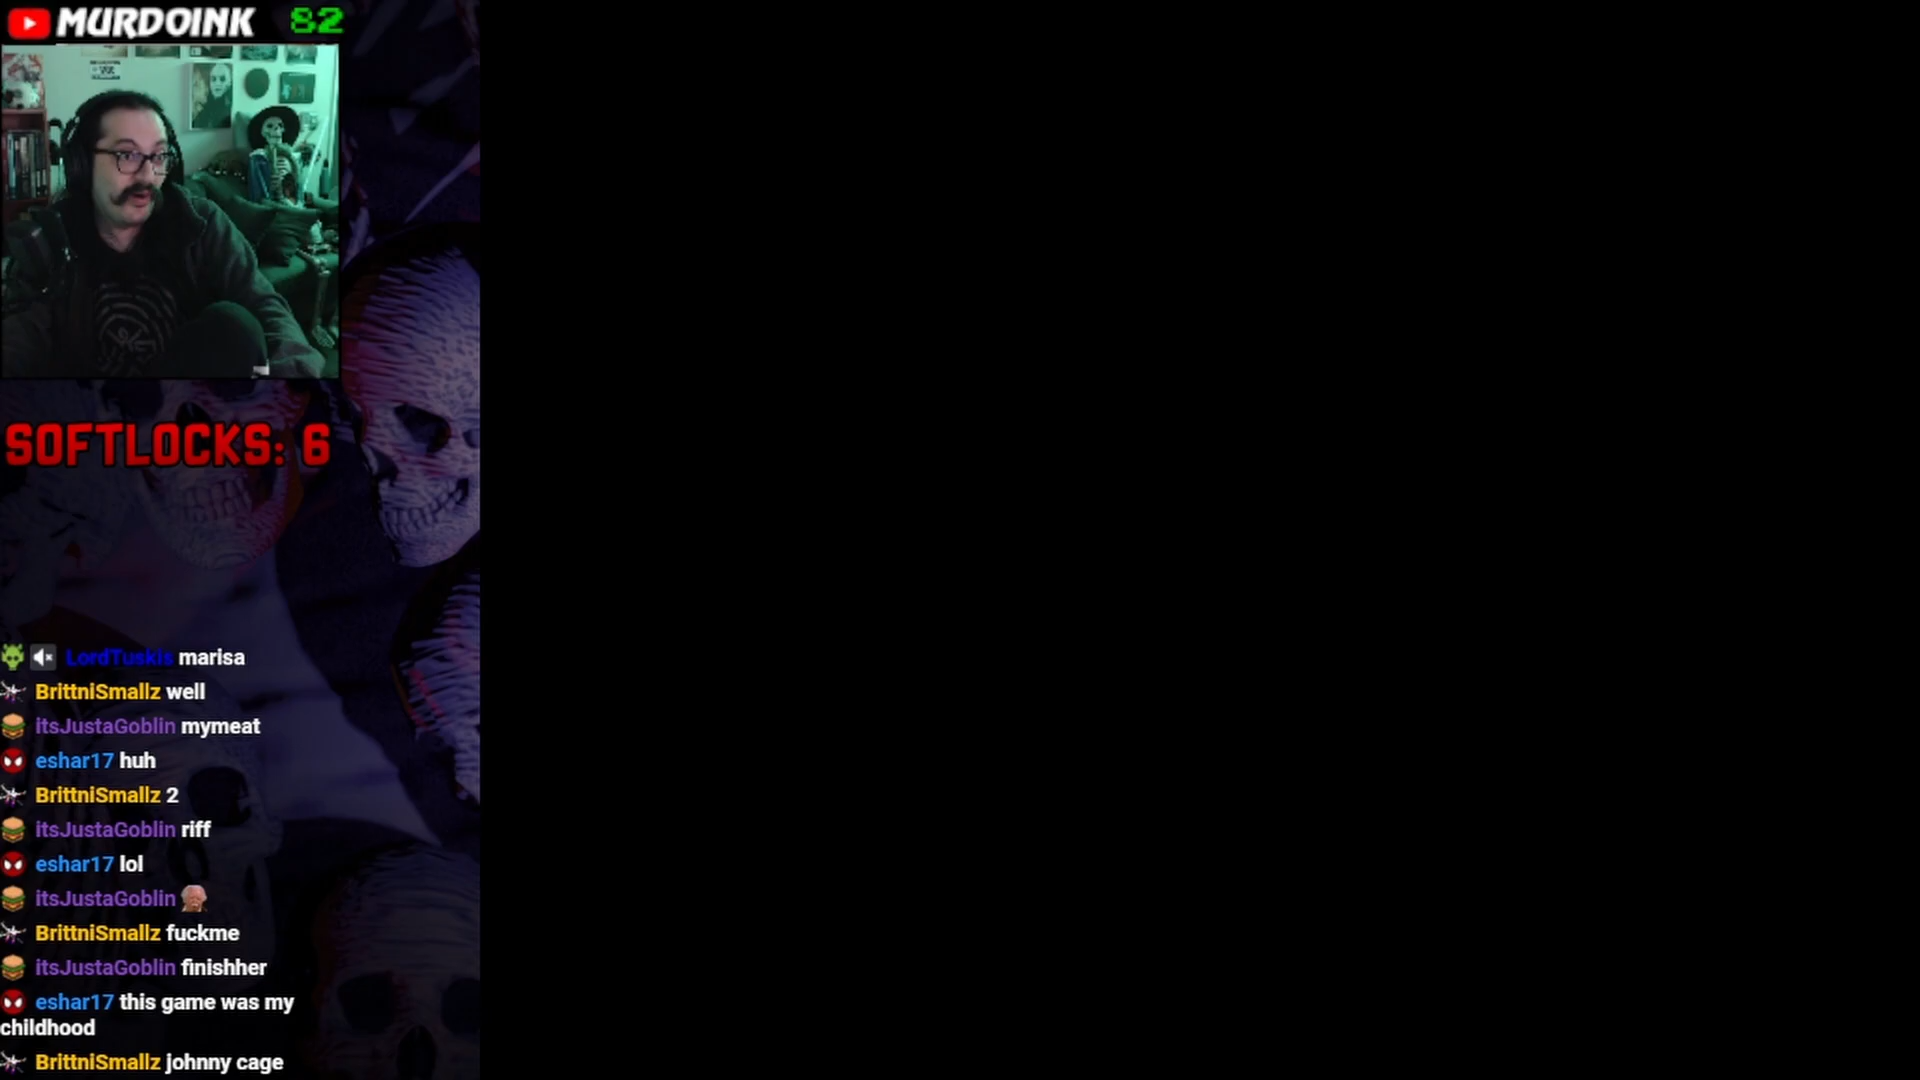 MURDOINK 82
SOFTLOCKS: 6
LordTuskis marisa
BrittniSmallz well
itsJustaGoblin mymeat
eshar17 huh
BrittniSmallz 2
itsJustaGoblin riff
eshar17 lol
itsJustaGoblin
BrittniSmallz fuckme
itsJustaGoblin finishher
eshar17 this game was my
childhood
BrittniSmallz johnny cage